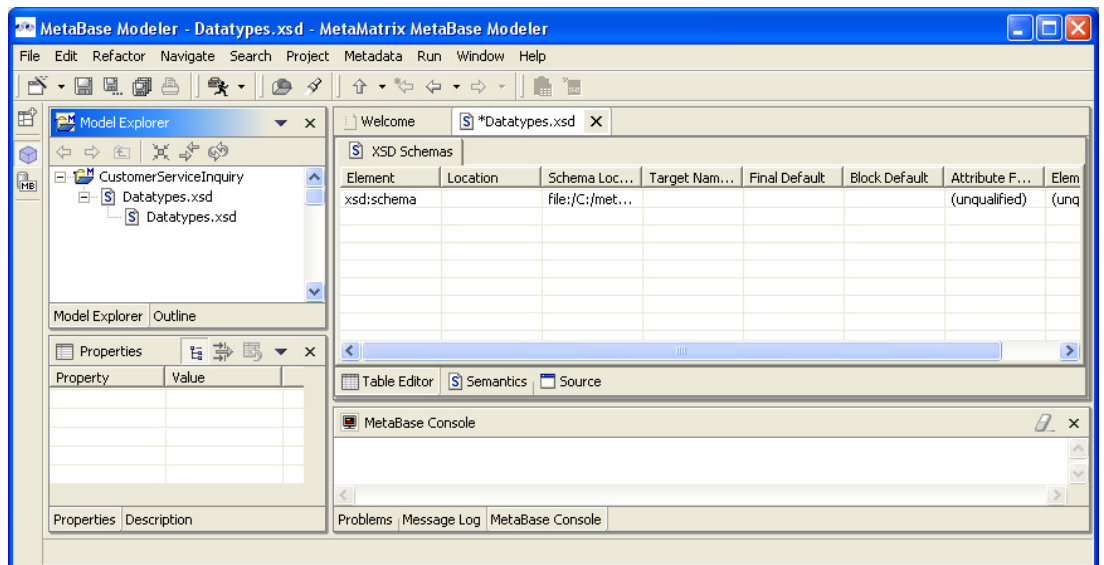 MetaBase Modeler - Datatypes.xsd - MetaMatrix MetaBase Modeler
File Edit Refactor Navigate Search Project Metadata Run Window Help
Model Explorer
CustomerServiceInquiry
Datatypes.xsd
Datatypes.xsd
Model Explorer Outline
Properties
Property Value
Properties Description
Welcome *Datatypes.xsd
XSD Schemas
Element Location Schema Loc... Target Nam... Final Default Block Default Attribute F... Elem
xsd:schema file:/C:/met... (unqualified) (unq
Table Editor Semantics Source
MetaBase Console
Problems Message Log MetaBase Console
MB